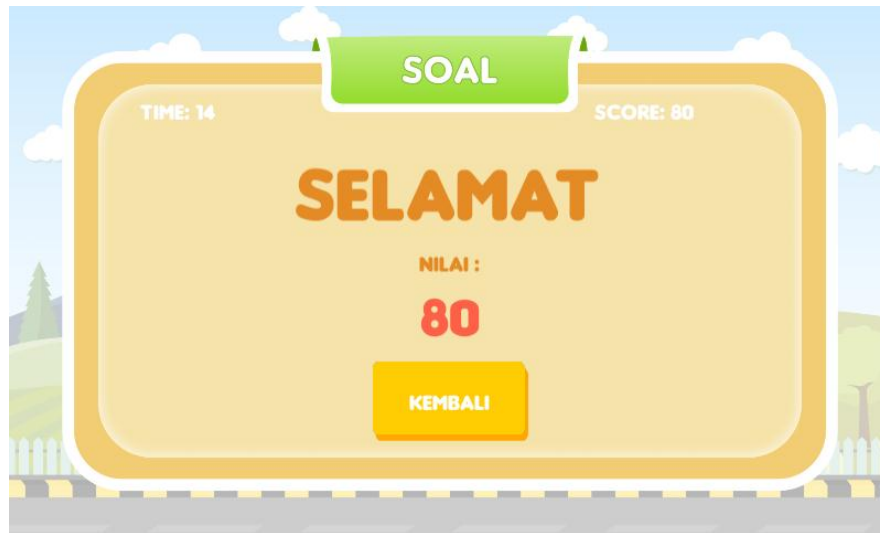 SOAL
TIME: 14
SCORE: 80
SELAMAT
NILAI :
80
KEMBALI